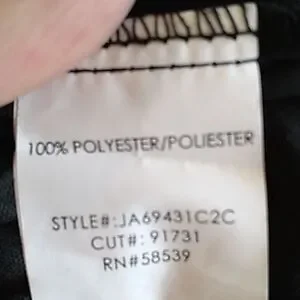 100% POLYESTER/POLIESTER
STYLE#:JA69431C2C
CUT#: 91731
RN#58539